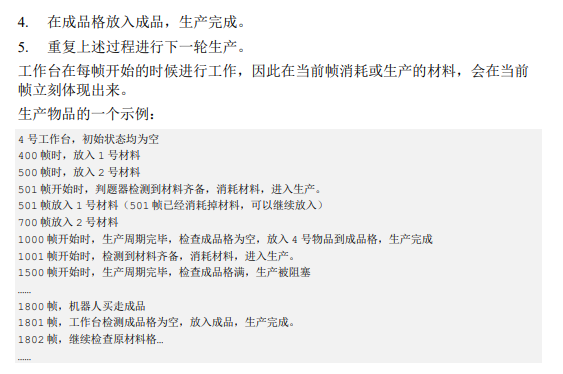 4. 在成品格放入成品，生产完成。
5. 重复上述过程进行下一轮生产。
工作台在每帧开始的时候进行工作，因此在当前帧消耗或生产的材料，会在当前
帧立刻体现出来。
生产物品的一个示例：
4 号工作台，初始状态均为空
400 帧时，放入 1 号材料
500 帧时，放入 2 号材料
501 帧开始时，判题器检测到材料齐备，消耗材料，进入生产。
501 帧放入 1 号材料（501 帧已经消耗掉材料，可以继续放入）
700 帧放入 2 号材料
1000 帧开始时，生产周期完毕，检查成品格为空，放入 4 号物品到成品格，生产完成
1001 帧开始时，检测到材料齐备，消耗材料，进入生产。
1500 帧开始时，生产周期完毕，检查成品格满，生产被阻塞
……
1800 帧，机器人买走成品
1801 帧，工作台检测成品格为空，放入成品，生产完成。
1802 帧，继续检查原材料格…
……